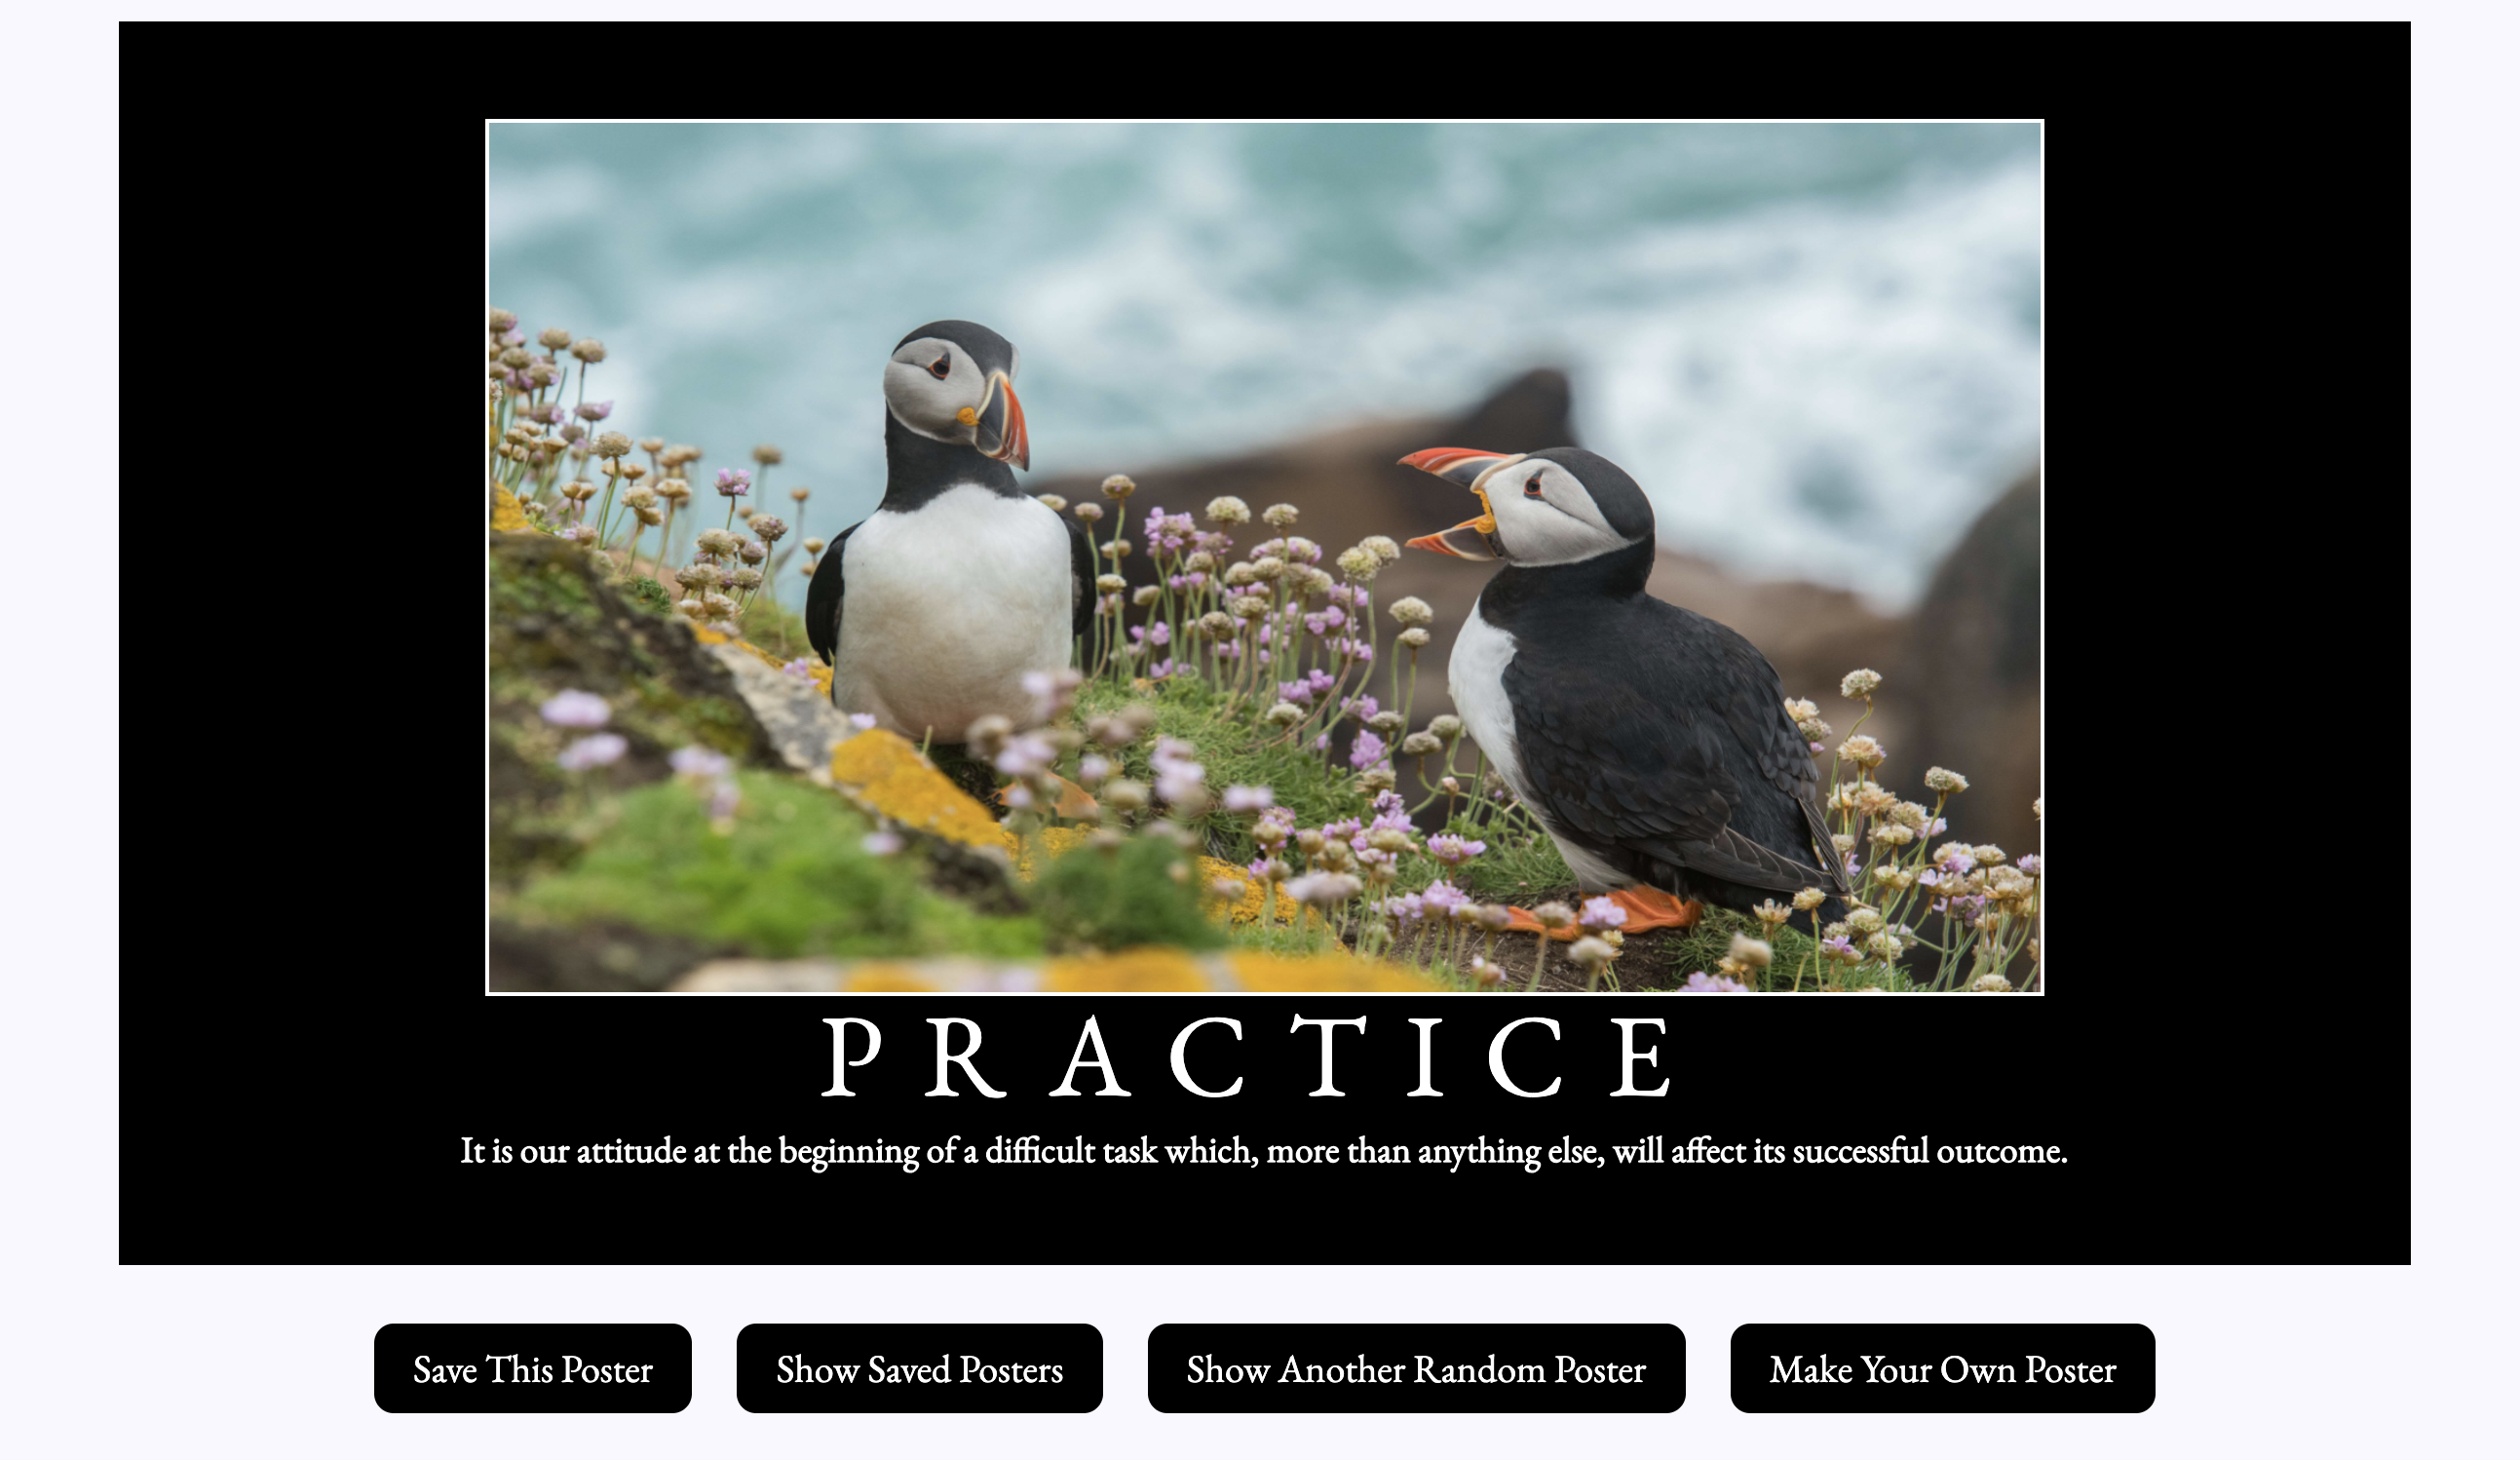 PRACTICE
It is our attitude at the beginning of a difficult task which, more than anything else, will affect its successful outcome.
Save This Poster
Show Saved Posters
Show Another Random Poster
Make Your Own Poster